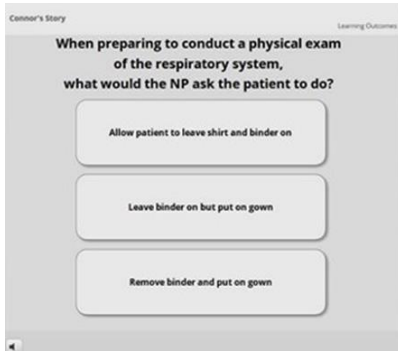 Connor's Story
Learning Outcomes
When preparing to conduct a physical exam
of the respiratory system,
what would the NP ask the patient to do?
Allow patient to leave shirt and binder on
Leave binder on but put on gown
Remove binder and put on gown